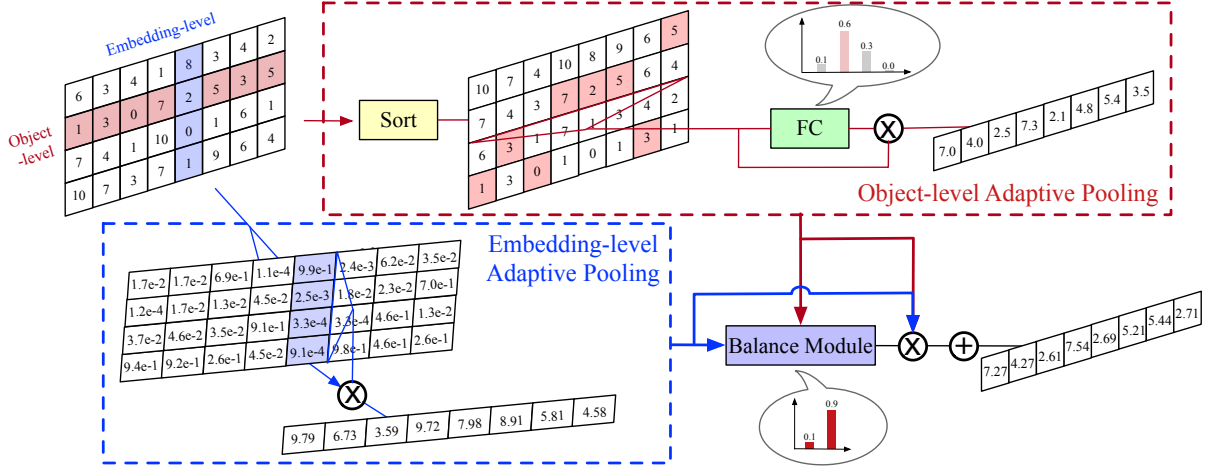 Embedding-level
6 3 4 1 8 3 4 2
1 3 0 7 2 5 3 5
7 4 1 10 0 1 6 1
10 7 3 7 1 9 6 4
Object
-level
Sort
10 7 4 10 8 9 6 5
7 4 3 7 2 5 6 4
6 3 1 7 1 3 4 2
1 3 0 1 0 1 3 1
0.1 0.6 0.3 0.0
FC
X
7.0 4.0 2.5 7.3 2.1 4.8 5.4 3.5
Object-level Adaptive Pooling
Embedding-level
Adaptive Pooling
1.7e-2 1.7e-2 6.9e-1 1.1e-4 9.9e-1 2.4e-3 6.2e-2 3.5e-2
1.2e-4 1.7e-2 1.3e-2 4.5e-2 2.5e-3 1.8e-2 2.3e-2 7.0e-1
3.7e-2 4.6e-2 3.5e-2 9.1e-1 3.3e-4 3.3e-4 4.6e-1 1.3e-2
9.4e-1 9.2e-1 2.6e-1 4.5e-2 9.1e-4 9.8e-1 4.6e-1 2.6e-1
X
9.79 6.73 3.59 9.72 7.98 8.91 5.81 4.58
Balance Module
X
+
0.1 0.9
7.27 4.27 2.61 7.54 2.69 5.21 5.44 2.71